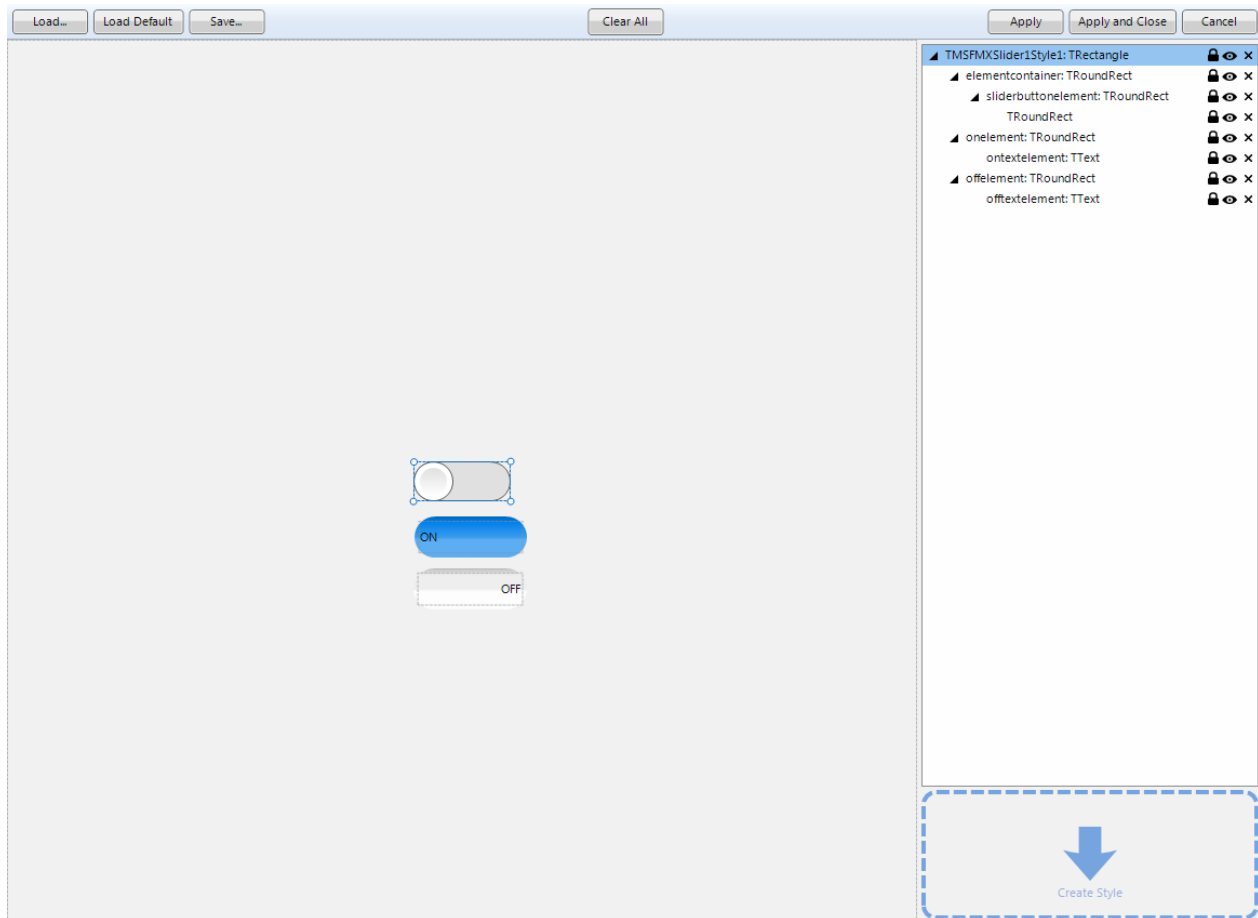 Load... Load Default Save... Clear All Apply Apply and Close Cancel
TMSFMXSlider1Style1: TRectangle
elementcontainer: TRoundRect
sliderbuttonelement: TRoundRect
TRoundRect
onelement: TRoundRect
ontextelement: TText
offelement: TRoundRect
offtextelement: TText
ON
OFF
Create Style